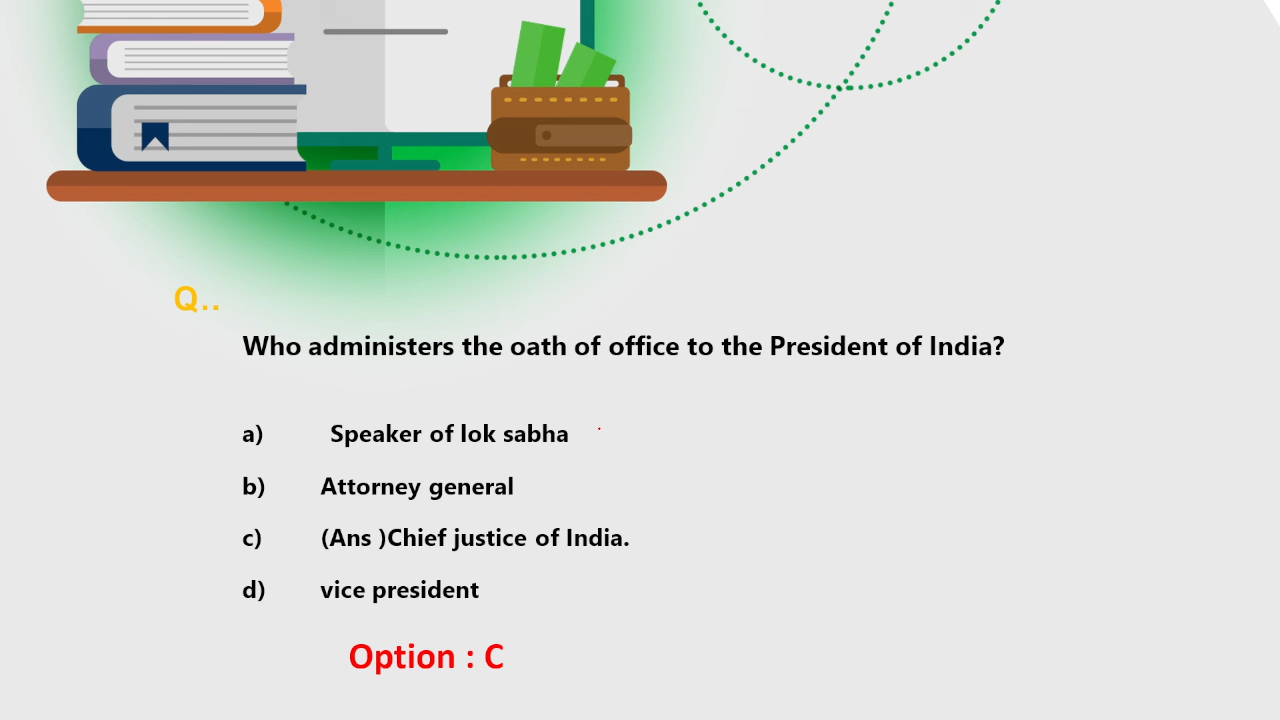 Q..
Who administers the oath of office to the President of India?
a) Speaker of lok sabha
b) Attorney general
c) (Ans )Chief justice of India.
d) vice president
Option : C